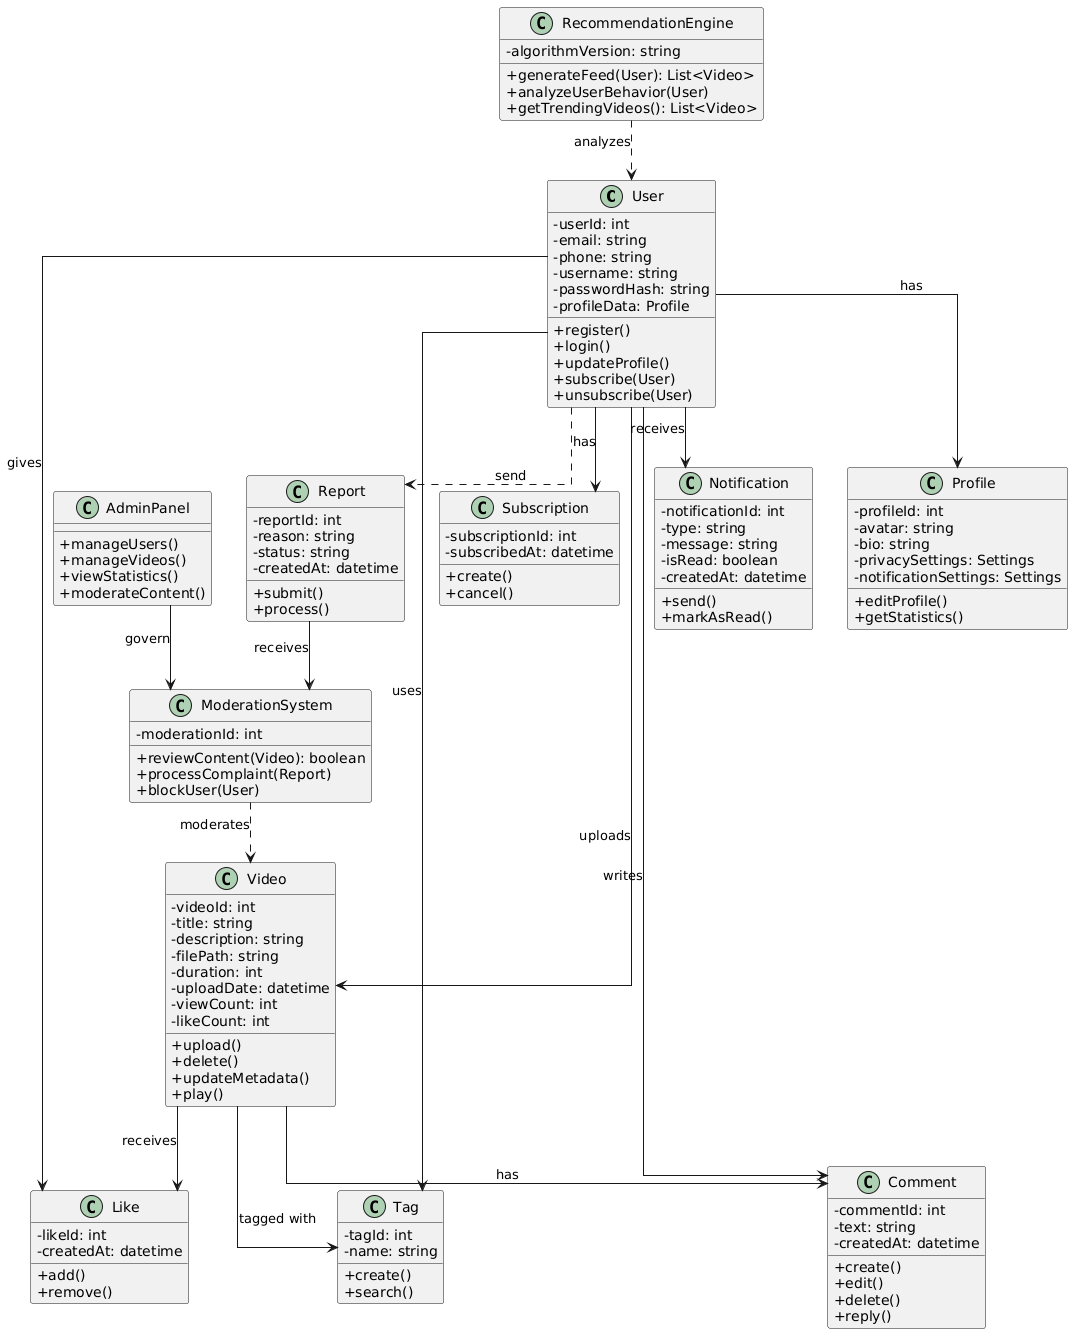 C RecommendationEngine
-algorithmVersion: string
+generateFeed(User): List<Video>
+analyzeUserBehavior(User)
+getTrendingVideos(): List<Video>
analyzes
C User
-userId: int
-email: string
-phone: string
-username: string
-passwordHash: string
-profileData: Profile
+register()
+login()
+updateProfile()
+subscribe(User)
+unsubscribe(User)
has
gives
send
has
receives
C AdminPanel
+manageUsers()
+manageVideos()
+viewStatistics()
+moderateContent()
C Report
-reportId: int
-reason: string
-status: string
-createdAt: datetime
+submit()
+process()
C Subscription
-subscriptionId: int
-subscribedAt: datetime
+create()
+cancel()
C Notification
-notificationId: int
-type: string
-message: string
-isRead: boolean
-createdAt: datetime
+send()
+markAsRead()
C Profile
-profileId: int
-avatar: string
-bio: string
-privacySettings: Settings
-notificationSettings: Settings
+editProfile()
+getStatistics()
govern
receives
uses
C ModerationSystem
-moderationId: int
+reviewContent(Video): boolean
+processComplaint(Report)
+blockUser(User)
moderates
uploads
writes
C Video
-videoId: int
-title: string
-description: string
-filePath: string
-duration: int
-uploadDate: datetime
-viewCount: int
-likeCount: int
+upload()
+delete()
+updateMetadata()
+play()
receives
tagged with
has
C Like
-likeId: int
-createdAt: datetime
+add()
+remove()
C Tag
-tagId: int
-name: string
+create()
+search()
C Comment
-commentId: int
-text: string
-createdAt: datetime
+create()
+edit()
+delete()
+reply()